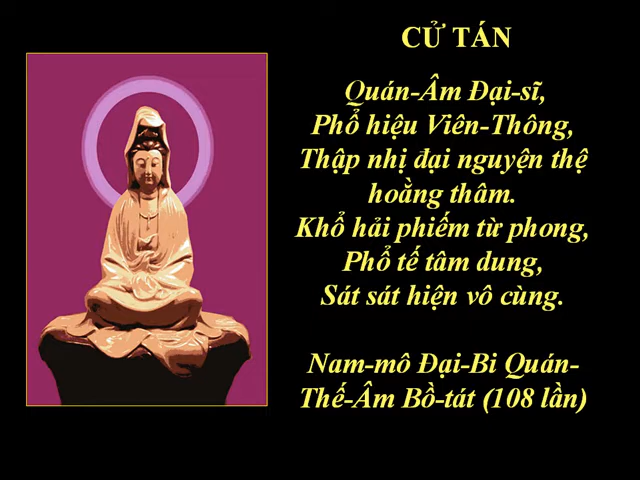 CỬ TÁN
Quán-Âm Đại-sĩ,
Phổ hiệu Viên-Thông,
Thập nhị đại nguyện thệ
hoằng thâm.
Khổ hải phiếm từ phong,
Phổ tế tâm dung,
Sát sát hiện vô cùng.
Nam-mô Đại-Bi Quán-
Thế-Âm Bồ-tát (108 lần)